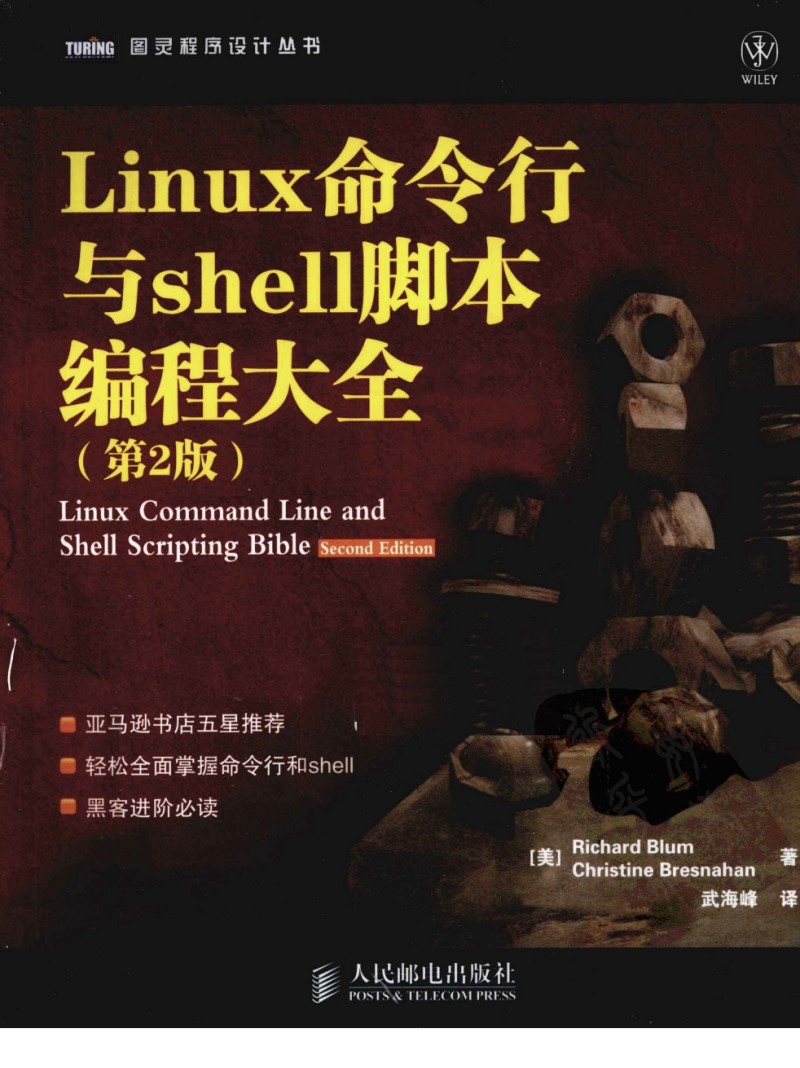 TURING 图灵程序设计丛书
WILEY
Linux命令行
与shell脚本
编程大全
（第2版）
Linux Command Line and
Shell Scripting Bible Second Edition
亚马逊书店五星推荐
轻松全面掌握命令行和shell
黑客进阶必读
[美] Richard Blum
Christine Bresnahan 著
武海峰 译
人民邮电出版社
POSTS & TELECOM PRESS